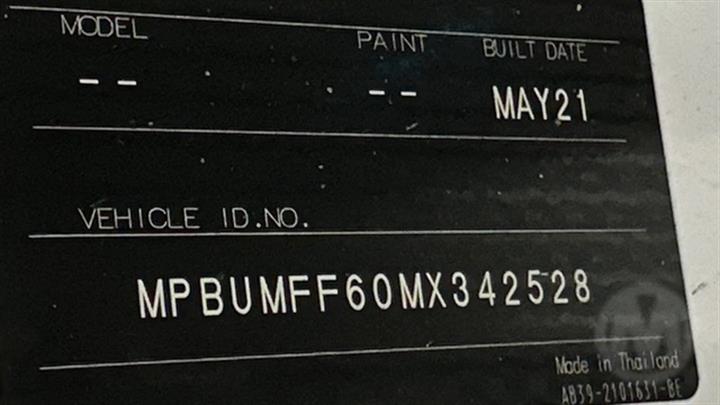 MODEL PAINT BUILT DATE
-- -- MAY21
VEHICLE ID.NO.
MPBUMFF60MX342528
Made in Thailand
AB39-2101631-BE